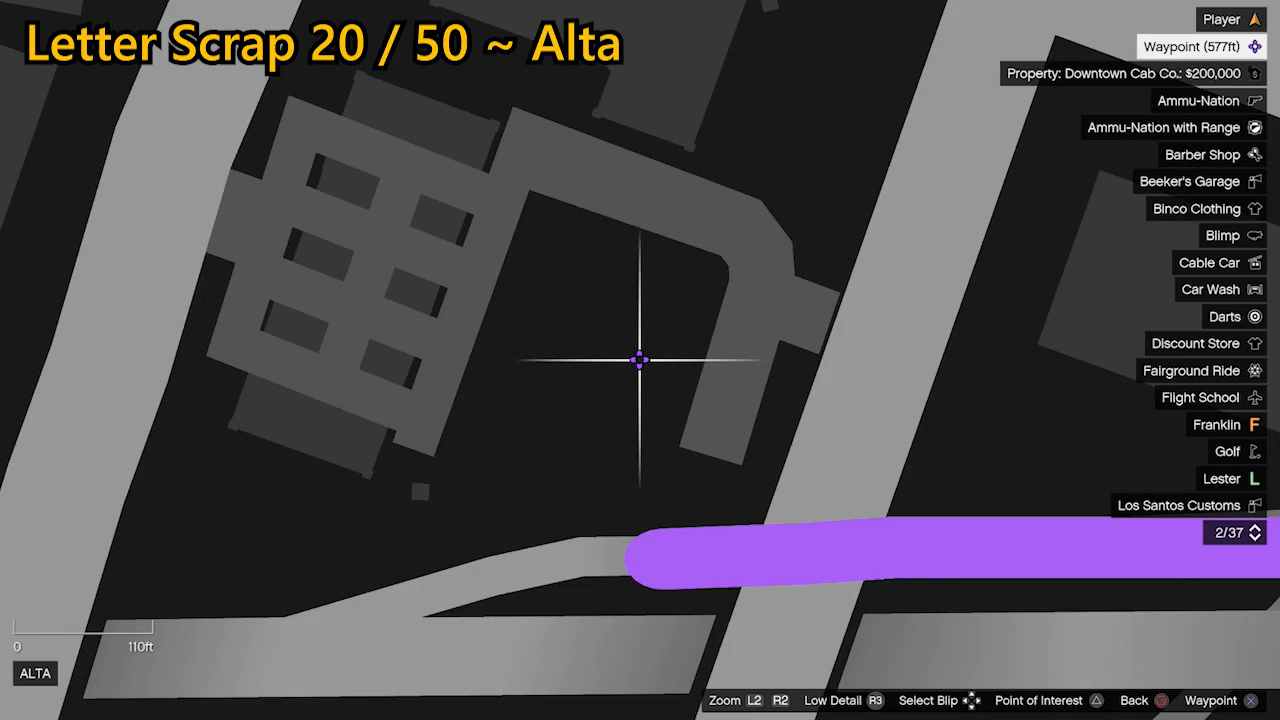 Letter Scrap 20 / 50 ~ Alta
Player
Waypoint (577ft)
Property: Downtown Cab Co.: $200,000
Ammu-Nation
Ammu-Nation with Range
Barber Shop
Beeker's Garage
Binco Clothing
Blimp
Cable Car
Car Wash
Darts
Discount Store
Fairground Ride
Flight School
Franklin F
Golf
Lester L
Los Santos Customs
2/37
0 110ft
ALTA
Zoom L2 R2 Low Detail R3 Select Blip Point of Interest Back Waypoint